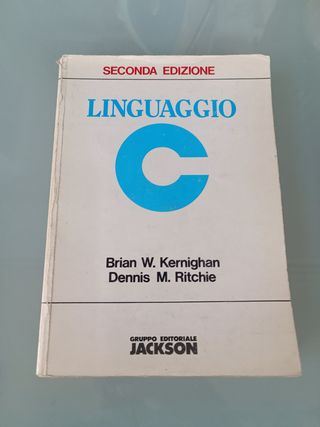 SECONDA EDIZIONE
LINGUAGGIO
C
Brian W. Kernighan
Dennis M. Ritchie
GRUPPO EDITORIALE
JACKSON